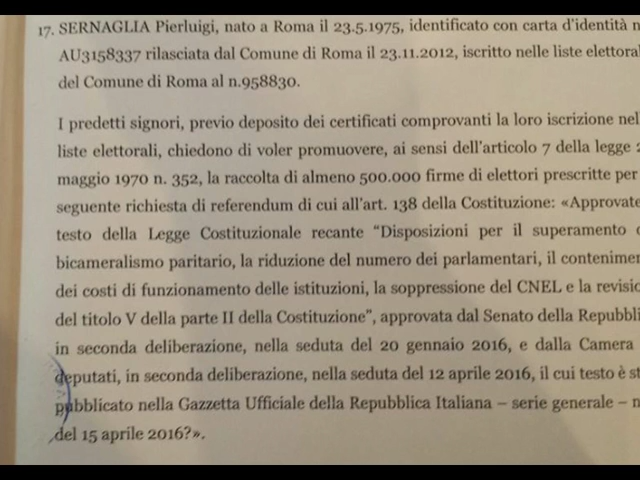 17. SERNAGLIA Pierluigi, nato a Roma il 23.5.1975, identificato con carta d'identità n
AU3158337 rilasciata dal Comune di Roma il 23.11.2012, iscritto nelle liste elettoral
del Comune di Roma al n.958830.
I predetti signori, previo deposito dei certificati comprovanti la loro iscrizione nell
liste elettorali, chiedono di voler promuovere, ai sensi dell'articolo 7 della legge 2
maggio 1970 n. 352, la raccolta di almeno 500.000 firme di elettori prescritte per
seguente richiesta di referendum di cui all'art. 138 della Costituzione: «Approvate
testo della Legge Costituzionale recante "Disposizioni per il superamento d
bicameralismo paritario, la riduzione del numero dei parlamentari, il contenimen
dei costi di funzionamento delle istituzioni, la soppressione del CNEL e la revision
del titolo V della parte II della Costituzione", approvata dal Senato della Repubbli
in seconda deliberazione, nella seduta del 20 gennaio 2016, e dalla Camera
deputati, in seconda deliberazione, nella seduta del 12 aprile 2016, il cui testo è st
pubblicato nella Gazzetta Ufficiale della Repubblica Italiana – serie generale – n
del 15 aprile 2016?».